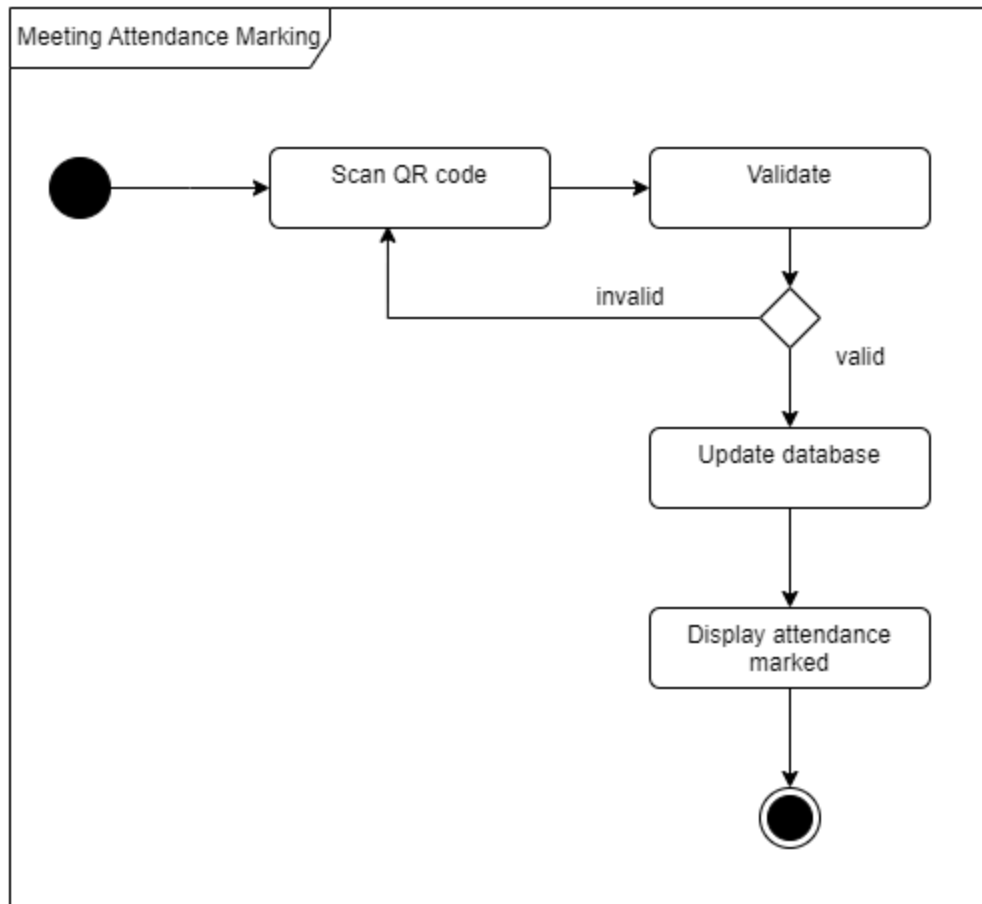 Meeting Attendance Marking
Scan QR code
Validate
invalid
valid
Update database
Display attendance
marked